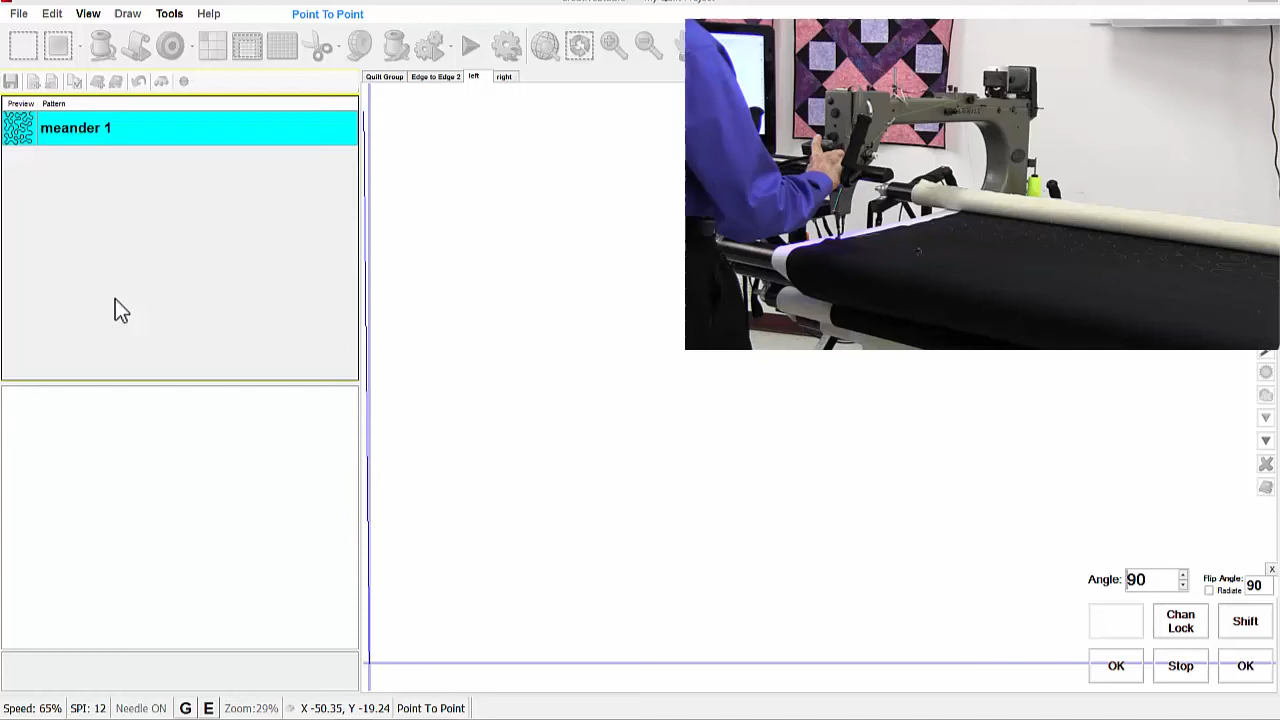 File Edit View Draw Tools Help Point To Point
Quilt Group Edge to Edge 2 left right
Preview Pattern
meander 1
Angle: 90 Flip Angle: 90
Radiate
X
Chan Lock Shift
OK Stop OK
Speed: 65% SPI: 12 Needle ON G E Zoom:29% X -50.35, Y -19.24 Point To Point